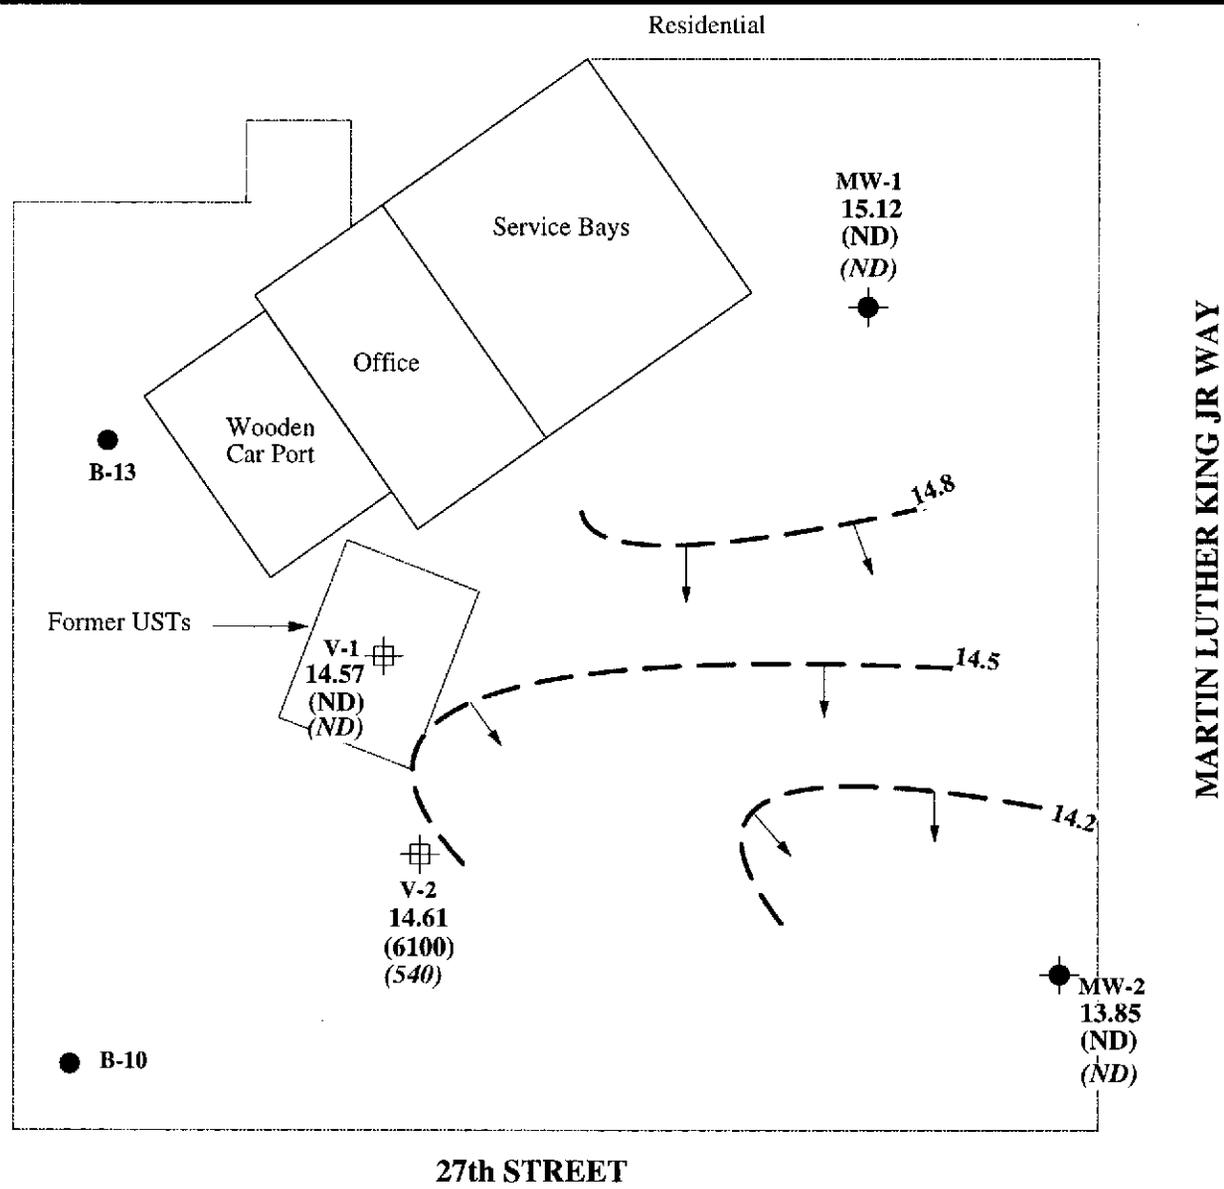 Residential
MW-1
15.12
(ND)
(ND)
Service Bays
Office
Wooden
Car Port
B-13
MARTIN LUTHER KING JR WAY
14.8
Former USTs
V-1
14.57
(ND)
(ND)
14.5
14.2
V-2
14.61
(6100)
(540)
MW-2
13.85
(ND)
(ND)
B-10
27th STREET